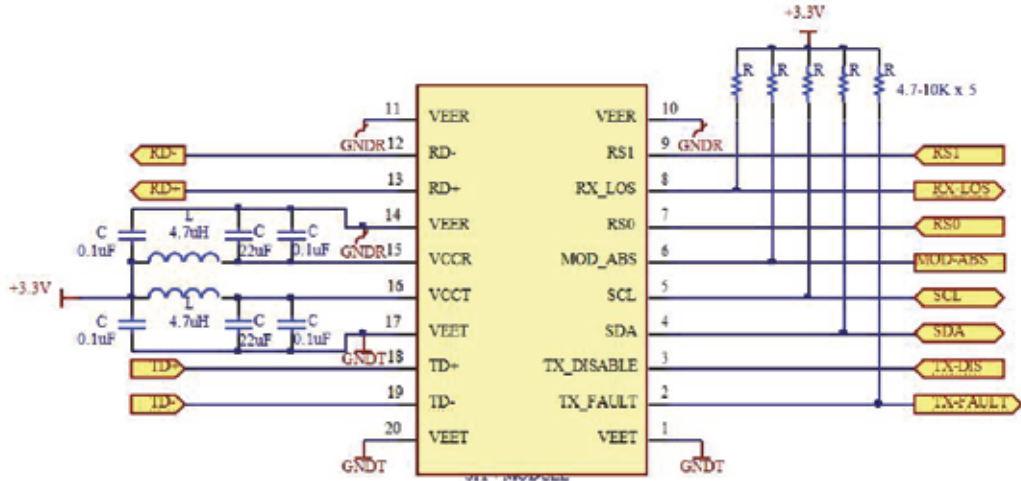 +3.3V
R R R R R
4.7-10K x 5
11 VEER VEER 10
GNDR GNDR
RD- 12 RD- RS1 9 RS1
RD+ 13 RD+ RX_LOS 8 RX-LOS
14 VEER RS0 7 RS0
GNDR
C 0.1uF L 4.7uH C 22uF C 0.1uF
15 VCCR MOD_ABS 6 MOD-ABS
+3.3V 16 VCCT SCL 5 SCL
C 0.1uF L 4.7uH C 22uF C 0.1uF
17 VEET SDA 4 SDA
GNDT
TD+ 18 TD+ TX_DISABLE 3 TX-DIS
TD- 19 TD- TX_FAULT 2 TX-FAULT
20 VEET VEET 1
GNDT GNDT
MODULE